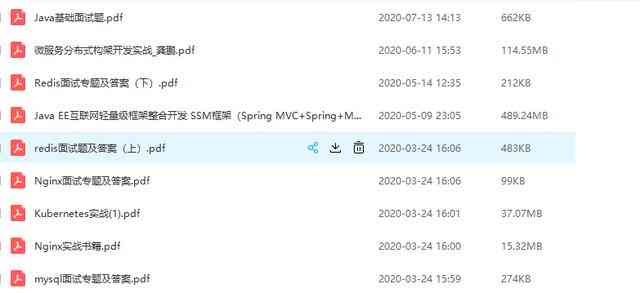 Java基础面试题.pdf 2020-07-13 14:13 662KB
微服务分布式构架开发实战_龚鹏.pdf 2020-06-11 15:53 114.55MB
Redis面试专题及答案（下）.pdf 2020-05-14 12:35 212KB
Java EE互联网轻量级框架整合开发 SSM框架（Spring MVC+Spring+M... 2020-05-09 23:05 489.24MB
redis面试题及答案（上）.pdf 2020-03-24 16:06 483KB
Nginx面试专题及答案.pdf 2020-03-24 16:06 99KB
Kubernetes实战(1).pdf 2020-03-24 16:01 37.07MB
Nginx实战书籍.pdf 2020-03-24 16:00 15.32MB
mysql面试专题及答案.pdf 2020-03-24 15:59 274KB